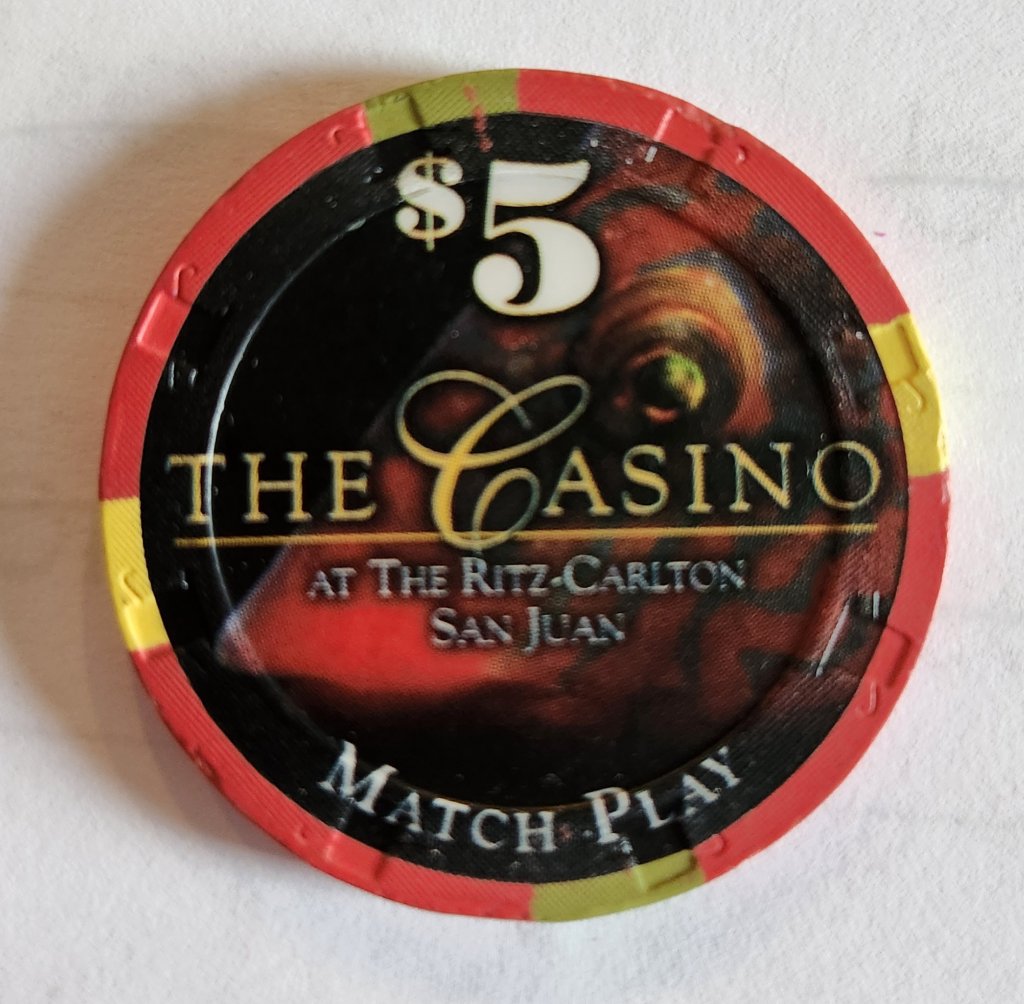 $5
THE CASINO
AT THE RITZ-CARLTON
SAN JUAN
MATCH PLAY